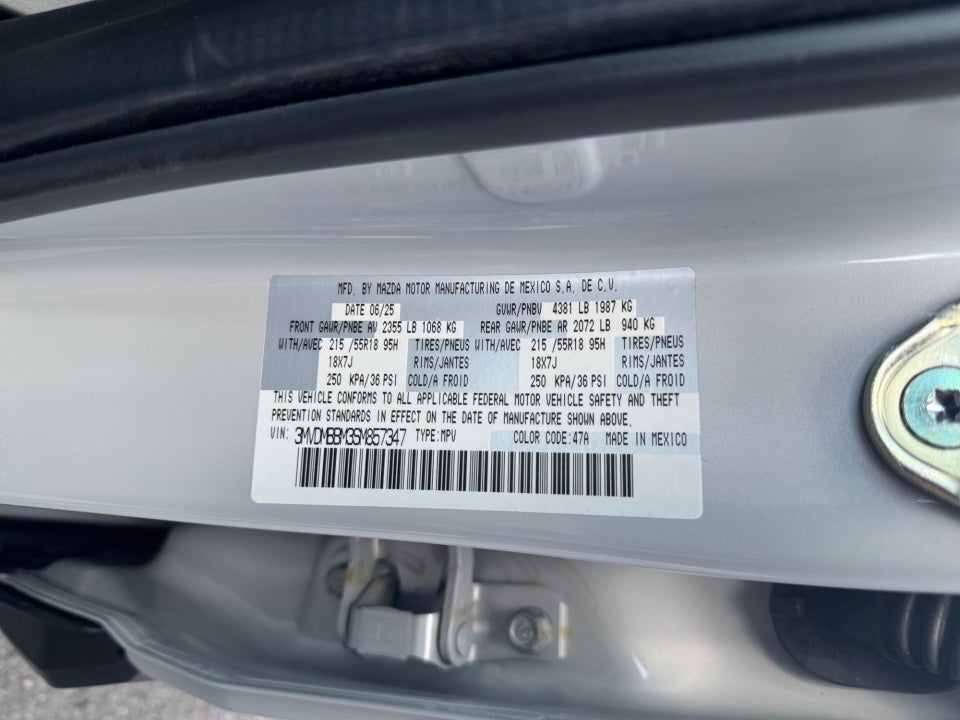 MFD. BY MAZDA MOTOR MANUFACTURING DE MEXICO S.A. DE C.V.
DATE 06/25 GVWR/PNBV 4381 LB 1987 KG
FRONT GAWR/PNBE AV 2355 LB 1068 KG REAR GAWR/PNBE AR 2072 LB 940 KG
WITH/AVEC 215 /55R18 95H TIRES/PNEUS WITH/AVEC 215 /55R18 95H TIRES/PNEUS
18X7J RIMS/JANTES 18X7J RIMS/JANTES
250 KPA/36 PSI COLD/A FROID 250 KPA/36 PSI COLD/A FROID
THIS VEHICLE CONFORMS TO ALL APPLICABLE FEDERAL MOTOR VEHICLE SAFETY AND THEFT
PREVENTION STANDARDS IN EFFECT ON THE DATE OF MANUFACTURE SHOWN ABOVE.
VIN: 3MVDMBBM3SM857347 TYPE:MPV COLOR CODE:47A MADE IN MEXICO